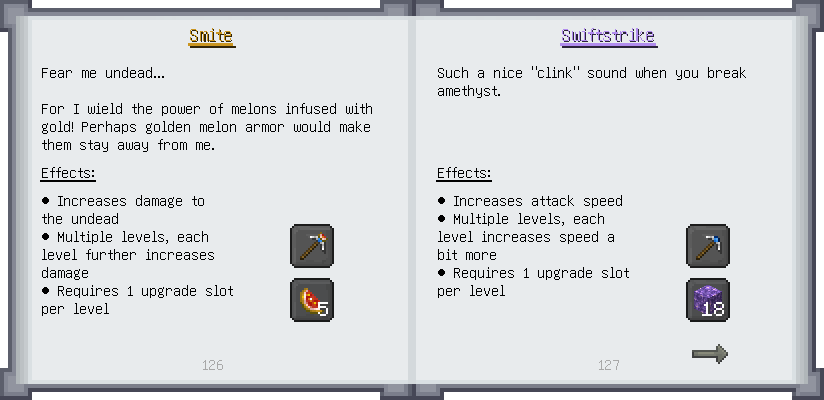 Smite
Fear me undead...
For I wield the power of melons infused with
gold! Perhaps golden melon armor would make
them stay away from me.
Effects:
• Increases damage to
the undead
• Multiple levels, each
level further increases
damage
• Requires 1 upgrade slot
per level
5
126
Swiftstrike
Such a nice "clink" sound when you break
amethyst.
Effects:
• Increases attack speed
• Multiple levels, each
level increases speed a
bit more
• Requires 1 upgrade slot
per level
18
127